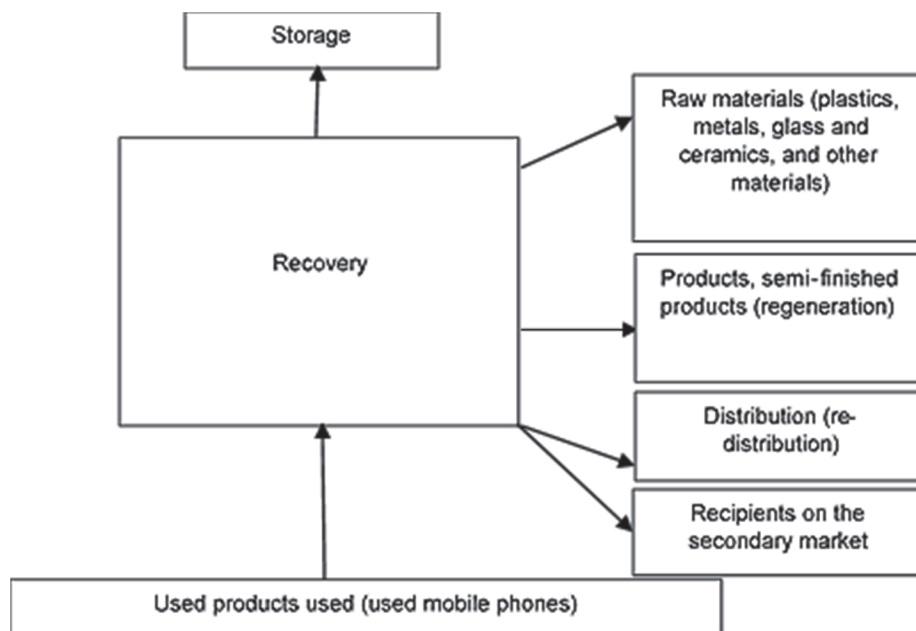 Storage
Raw materials (plastics,
metals, glass and
ceramics, and other
materials)
Recovery
Products, semi-finished
products (regeneration)
Distribution (re-
distribution)
Recipients on the
secondary market
Used products used (used mobile phones)